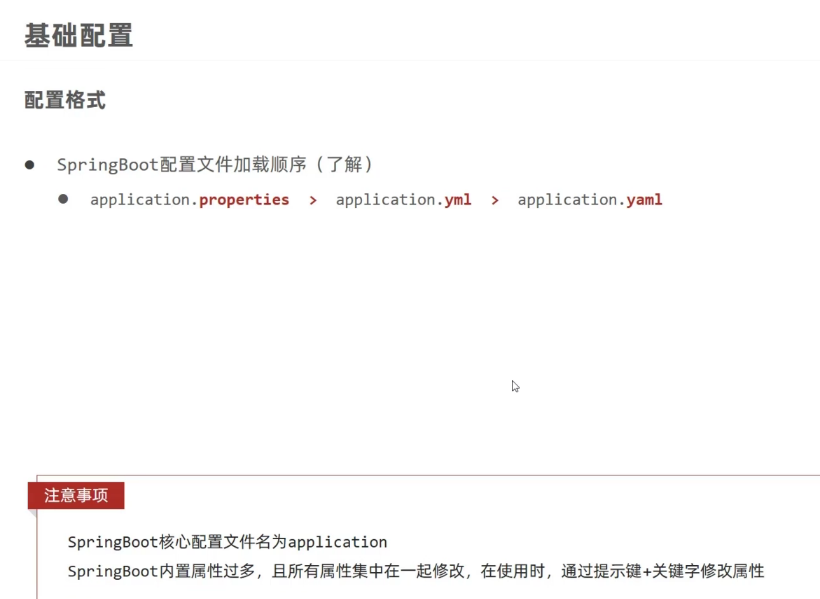 基础配置
配置格式
SpringBoot配置文件加载顺序（了解）
application.properties > application.yml > application.yaml
注意事项
SpringBoot核心配置文件名为application
SpringBoot内置属性过多，且所有属性集中在一起修改，在使用时，通过提示键+关键字修改属性